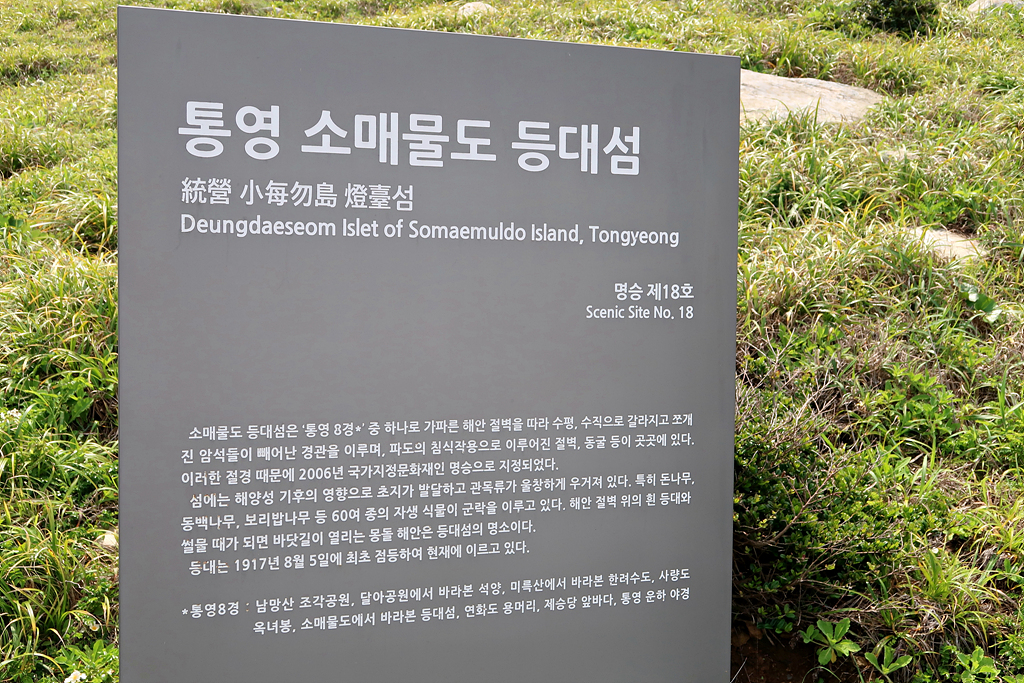 통영 소매물도 등대섬
統營 小每勿島 燈臺섬
Deungdaeseom Islet of Somaemuldo Island, Tongyeong
명승 제18호
Scenic Site No. 18
소매물도 등대섬은 '통영 8경*' 중 하나로 가파른 해안 절벽을 따라 수평, 수직으로 갈라지고 쪼개
진 암석들이 빼어난 경관을 이루며, 파도의 침식작용으로 이루어진 절벽, 동굴 등이 곳곳에 있다.
이러한 절경 때문에 2006년 국가지정문화재인 명승으로 지정되었다.
섬에는 해양성 기후의 영향으로 초지가 발달하고 관목류가 울창하게 우거져 있다. 특히 돈나무,
동백나무, 보리밥나무 등 60여 종의 자생 식물이 군락을 이루고 있다. 해안 절벽 위의 흰 등대와
썰물 때가 되면 바닷길이 열리는 몽돌 해안은 등대섬의 명소이다.
등대는 1917년 8월 5일에 최초 점등하여 현재에 이르고 있다.
*통영8경 : 남망산 조각공원, 달아공원에서 바라본 석양, 미륵산에서 바라본 한려수도, 사량도
옥녀봉, 소매물도에서 바라본 등대섬, 연화도 용머리, 제승당 앞바다, 통영 운하 야경